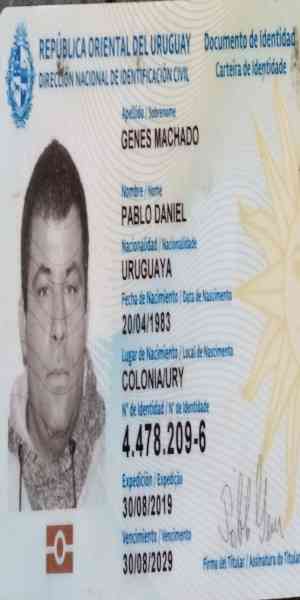 REPÚBLICA ORIENTAL DEL URUGUAY
DIRECCIÓN NACIONAL DE IDENTIFICACIÓN CIVIL
Documento de Identidad
Carteira de Identidade
Apellido / Sobrenome
GENES MACHADO
Nombre / Nome
PABLO DANIEL
Nacionalidad / Nacionalidade
URUGUAYA
Fecha de Nacimiento / Data de Nascimento
20/04/1983
Lugar de Nacimiento / Local de Nascimento
COLONIA/URY
N° de Identidad / N° de Identidade
4.478.209-6
Expedición / Expedição
30/08/2019
Vencimiento / Vencimento
30/08/2029
Firma del Titular / Assinatura do Titular